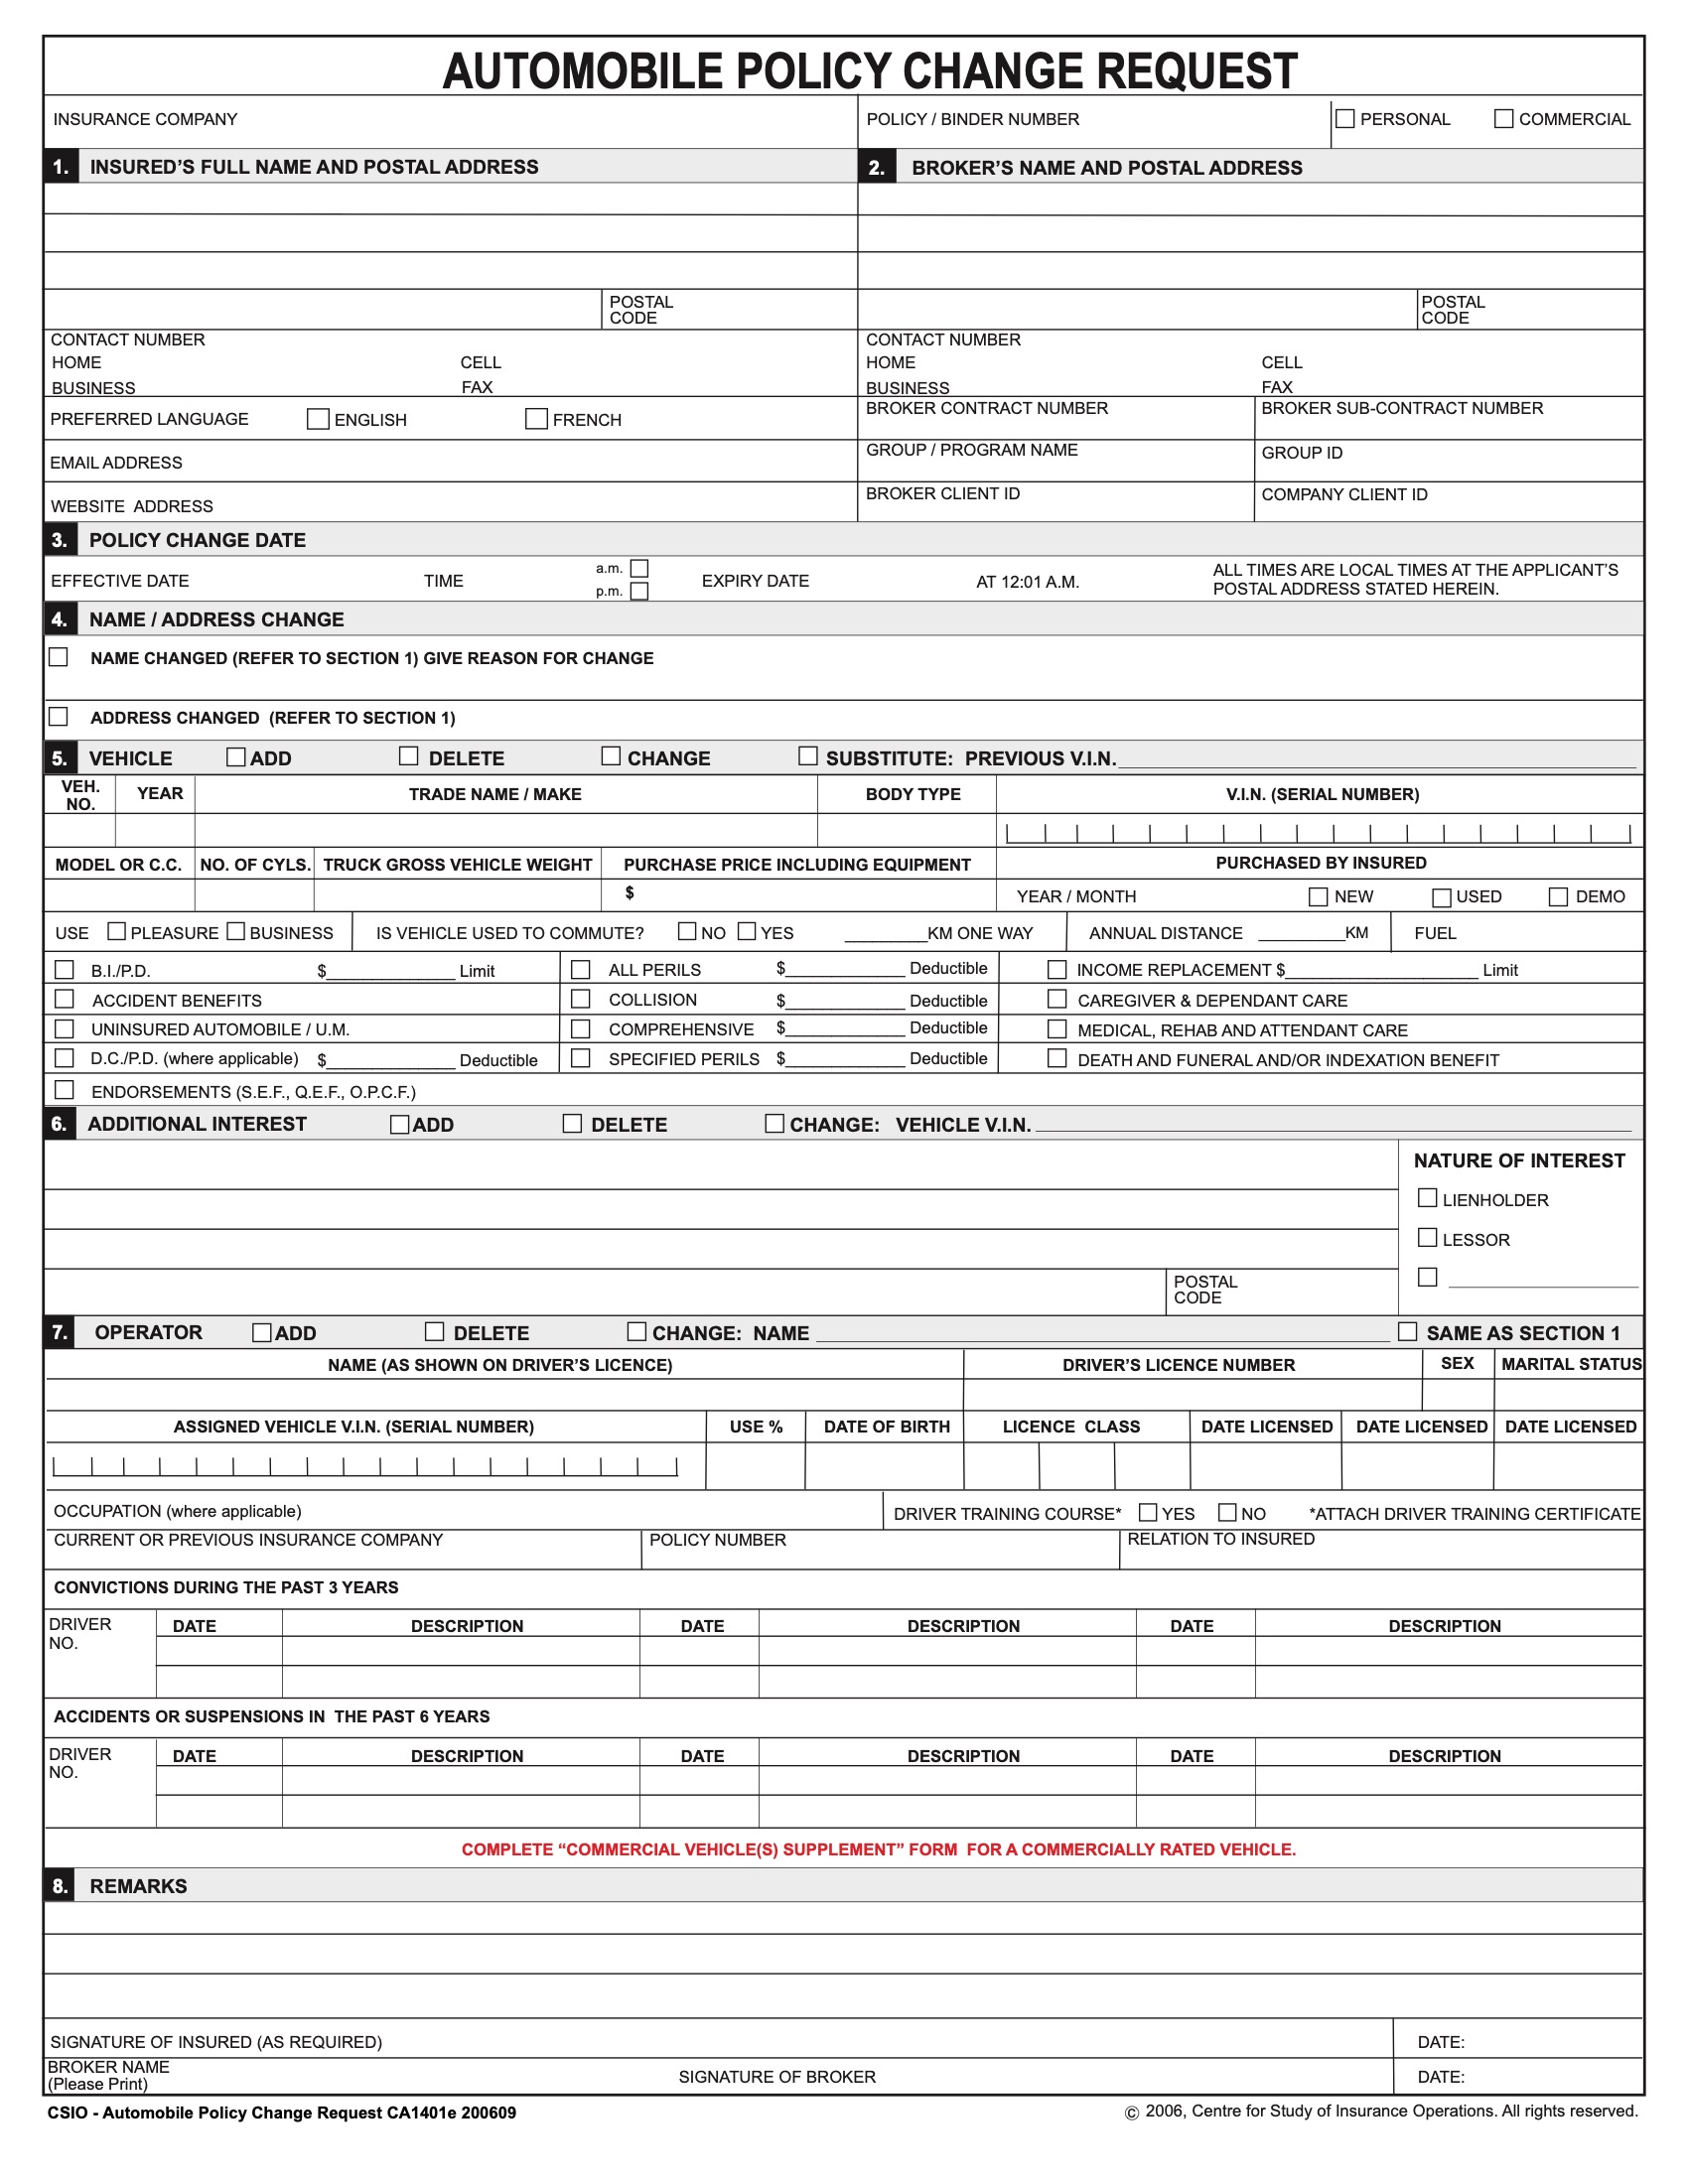 AUTOMOBILE POLICY CHANGE REQUEST
INSURANCE COMPANY POLICY / BINDER NUMBER PERSONAL COMMERCIAL
1. INSURED'S FULL NAME AND POSTAL ADDRESS 2. BROKER'S NAME AND POSTAL ADDRESS
POSTAL CODE POSTAL CODE
CONTACT NUMBER CONTACT NUMBER
HOME CELL HOME CELL
BUSINESS FAX BUSINESS FAX
PREFERRED LANGUAGE ENGLISH FRENCH BROKER CONTRACT NUMBER BROKER SUB-CONTRACT NUMBER
EMAIL ADDRESS GROUP / PROGRAM NAME GROUP ID
WEBSITE ADDRESS BROKER CLIENT ID COMPANY CLIENT ID
3. POLICY CHANGE DATE
EFFECTIVE DATE TIME a.m. p.m. EXPIRY DATE AT 12:01 A.M. ALL TIMES ARE LOCAL TIMES AT THE APPLICANT'S
POSTAL ADDRESS STATED HEREIN.
4. NAME / ADDRESS CHANGE
NAME CHANGED (REFER TO SECTION 1) GIVE REASON FOR CHANGE
ADDRESS CHANGED (REFER TO SECTION 1)
5. VEHICLE ADD DELETE CHANGE SUBSTITUTE: PREVIOUS V.I.N.
VEH. NO. YEAR TRADE NAME / MAKE BODY TYPE V.I.N. (SERIAL NUMBER)
MODEL OR C.C. NO. OF CYLS. TRUCK GROSS VEHICLE WEIGHT PURCHASE PRICE INCLUDING EQUIPMENT PURCHASED BY INSURED
$ YEAR / MONTH NEW USED DEMO
USE PLEASURE BUSINESS IS VEHICLE USED TO COMMUTE? NO YES KM ONE WAY ANNUAL DISTANCE KM FUEL
B.I./P.D. $ Limit ALL PERILS $ Deductible INCOME REPLACEMENT $ Limit
ACCIDENT BENEFITS COLLISION $ Deductible CAREGIVER & DEPENDANT CARE
UNINSURED AUTOMOBILE / U.M. COMPREHENSIVE $ Deductible MEDICAL, REHAB AND ATTENDANT CARE
D.C./P.D. (where applicable) $ Deductible SPECIFIED PERILS $ Deductible DEATH AND FUNERAL AND/OR INDEXATION BENEFIT
ENDORSEMENTS (S.E.F., Q.E.F., O.P.C.F.)
6. ADDITIONAL INTEREST ADD DELETE CHANGE: VEHICLE V.I.N.
NATURE OF INTEREST
LIENHOLDER
LESSOR
POSTAL CODE
7. OPERATOR ADD DELETE CHANGE: NAME SAME AS SECTION 1
NAME (AS SHOWN ON DRIVER'S LICENCE) DRIVER'S LICENCE NUMBER SEX MARITAL STATUS
ASSIGNED VEHICLE V.I.N. (SERIAL NUMBER) USE % DATE OF BIRTH LICENCE CLASS DATE LICENSED DATE LICENSED DATE LICENSED
OCCUPATION (where applicable) DRIVER TRAINING COURSE* YES NO *ATTACH DRIVER TRAINING CERTIFICATE
CURRENT OR PREVIOUS INSURANCE COMPANY POLICY NUMBER RELATION TO INSURED
CONVICTIONS DURING THE PAST 3 YEARS
DRIVER NO. DATE DESCRIPTION DATE DESCRIPTION DATE DESCRIPTION
ACCIDENTS OR SUSPENSIONS IN THE PAST 6 YEARS
DRIVER NO. DATE DESCRIPTION DATE DESCRIPTION DATE DESCRIPTION
COMPLETE “COMMERCIAL VEHICLE(S) SUPPLEMENT” FORM FOR A COMMERCIALLY RATED VEHICLE.
8. REMARKS
SIGNATURE OF INSURED (AS REQUIRED) DATE:
BROKER NAME (Please Print) SIGNATURE OF BROKER DATE:
CSIO - Automobile Policy Change Request CA1401e 200609 © 2006, Centre for Study of Insurance Operations. All rights reserved.